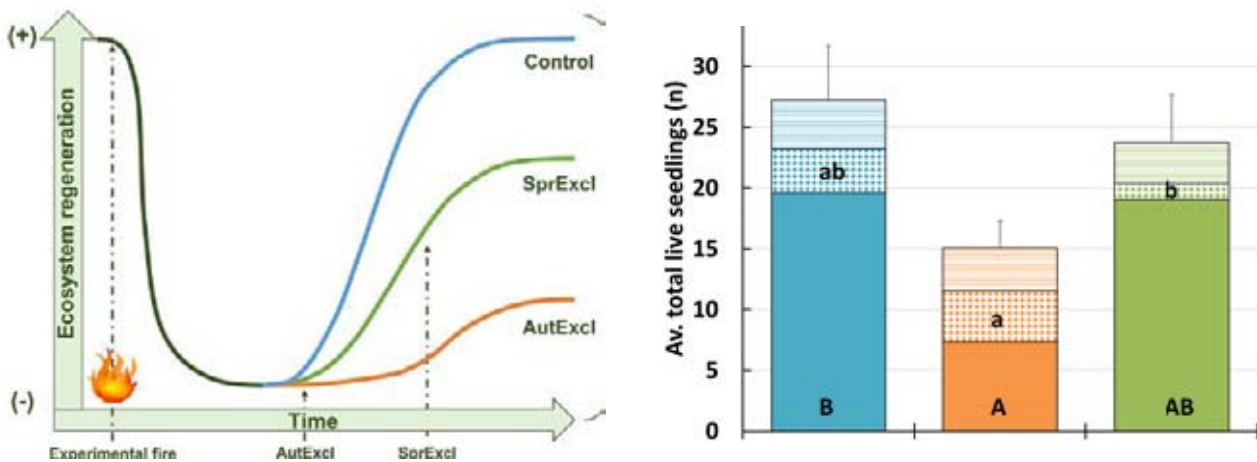 (+)
Ecosystem regeneration
(-)
Control
SprExcl
AutExcl
Time
Experimental fire
AutExcl
SprExcl
Av. total live seedlings (n)
30
25
20
15
10
5
0
ab
B
a
A
b
AB